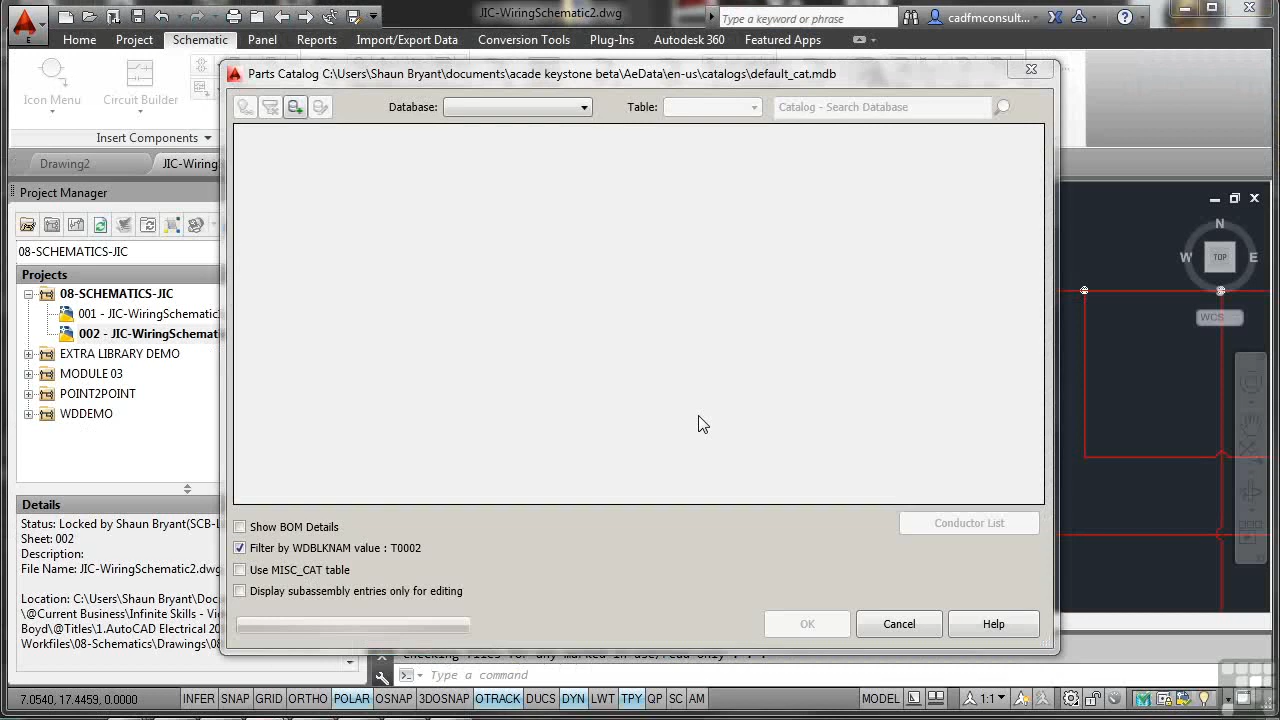 JIC-WiringSchematic2.dwg
Type a keyword or phrase
cadfmconsult...
E
Home Project Schematic Panel Reports Import/Export Data Conversion Tools Plug-Ins Autodesk 360 Featured Apps
Parts Catalog C:\Users\Shaun Bryant\documents\acade keystone beta\AeData\en-us\catalogs\default_cat.mdb
Icon Menu
Circuit Builder
Insert Components
Database:
Table:
Catalog - Search Database
Drawing2
JIC-Wiring
Project Manager
08-SCHEMATICS-JIC
Projects
08-SCHEMATICS-JIC
001 - JIC-WiringSchematic
002 - JIC-WiringSchemati
EXTRA LIBRARY DEMO
MODULE 03
POINT2POINT
WDDEMO
N
W TOP E
WCS
Details
Status: Locked by Shaun Bryant(SCB-L
Sheet: 002
Description:
File Name: JIC-WiringSchematic2.dwg
Location: C:\Users\Shaun Bryant\Doc
\@Current Business\Infinite Skills - Vi
Boyd\@Titles\1.AutoCAD Electrical 20
Workfiles\08-Schematics\Drawings\08
Show BOM Details
Conductor List
Filter by WDBLKNAM value : T0002
Use MISC_CAT table
Display subassembly entries only for editing
OK
Cancel
Help
Type a command
7.0540, 17.4459, 0.0000
INFER SNAP GRID ORTHO POLAR OSNAP 3DOSNAP OTRACK DUCS DYN LWT TPY QP SC AM
MODEL
1:1